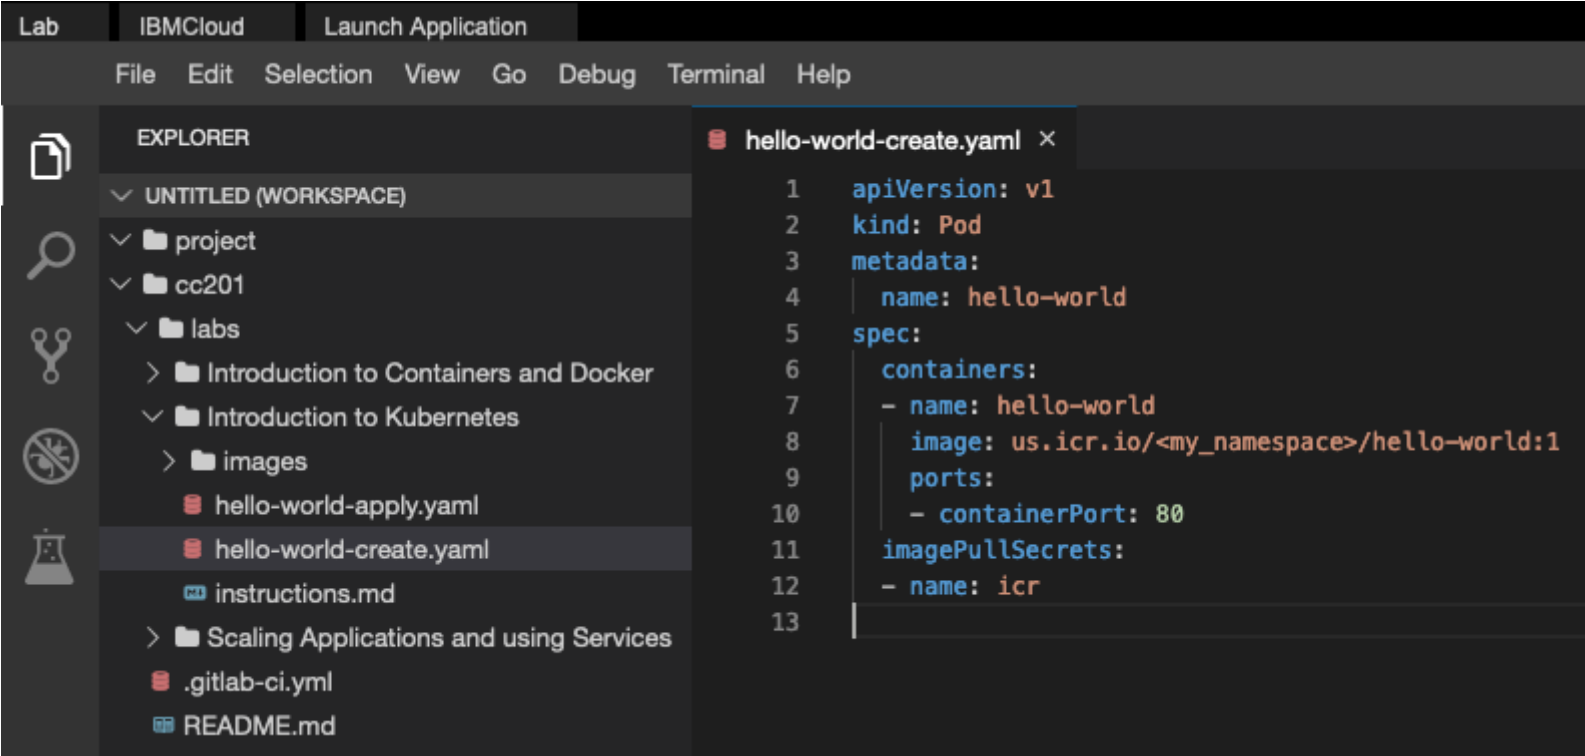 Lab IBMCloud Launch Application
File Edit Selection View Go Debug Terminal Help
EXPLORER
UNTITLED (WORKSPACE)
project
cc201
labs
Introduction to Containers and Docker
Introduction to Kubernetes
images
hello-world-apply.yaml
hello-world-create.yaml
instructions.md
Scaling Applications and using Services
.gitlab-ci.yml
README.md
hello-world-create.yaml ×
1 apiVersion: v1
2 kind: Pod
3 metadata:
4   name: hello-world
5 spec:
6   containers:
7   - name: hello-world
8     image: us.icr.io/<my_namespace>/hello-world:1
9     ports:
10     - containerPort: 80
11   imagePullSecrets:
12   - name: icr
13